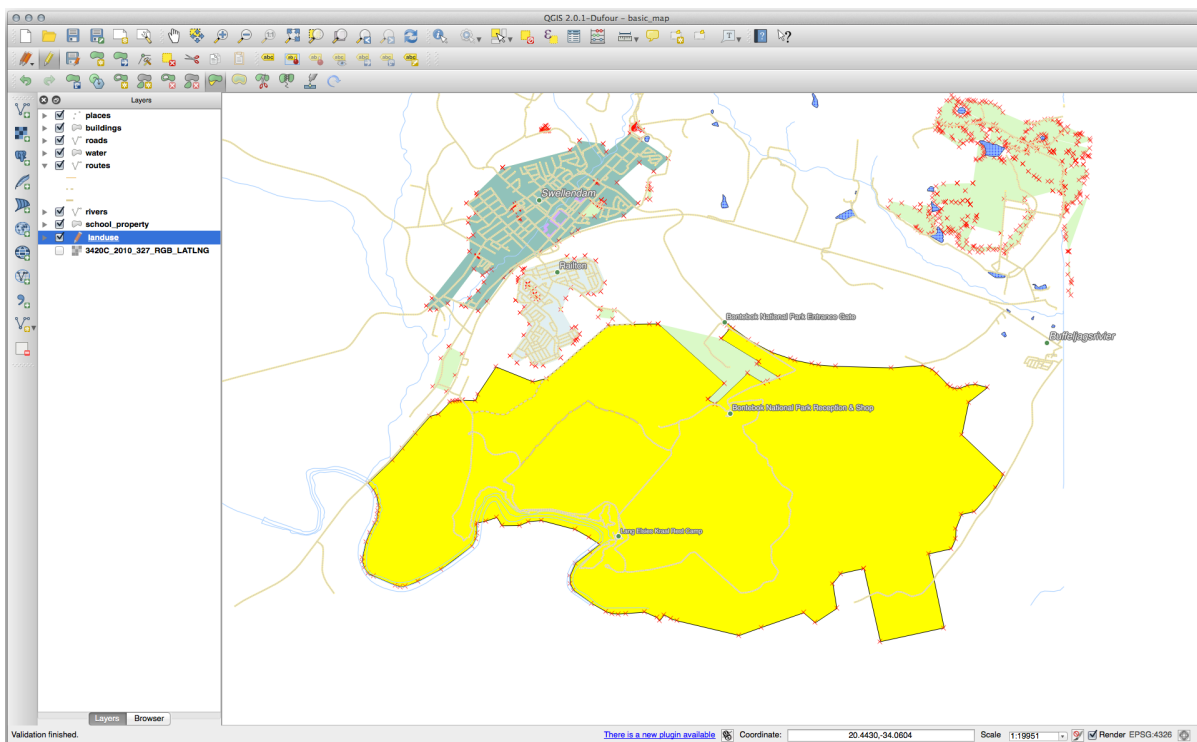 QGIS 2.0.1-Dufour – basic_map
Layers
places
buildings
roads
water
routes
rivers
school_property
landuse
3420C_2010_327_RGB_LATLNG
Swellendam
Railton
Bontebok National Park Entrance Gate
Buffeljagsrivier
Bontebok National Park Reception & Shop
Lang Elsies Kraal Rest Camp
Layers Browser
Validation finished. There is a new plugin available Coordinate: 20.4430,-34.0604 Scale 1:19951 Render EPSG:4326